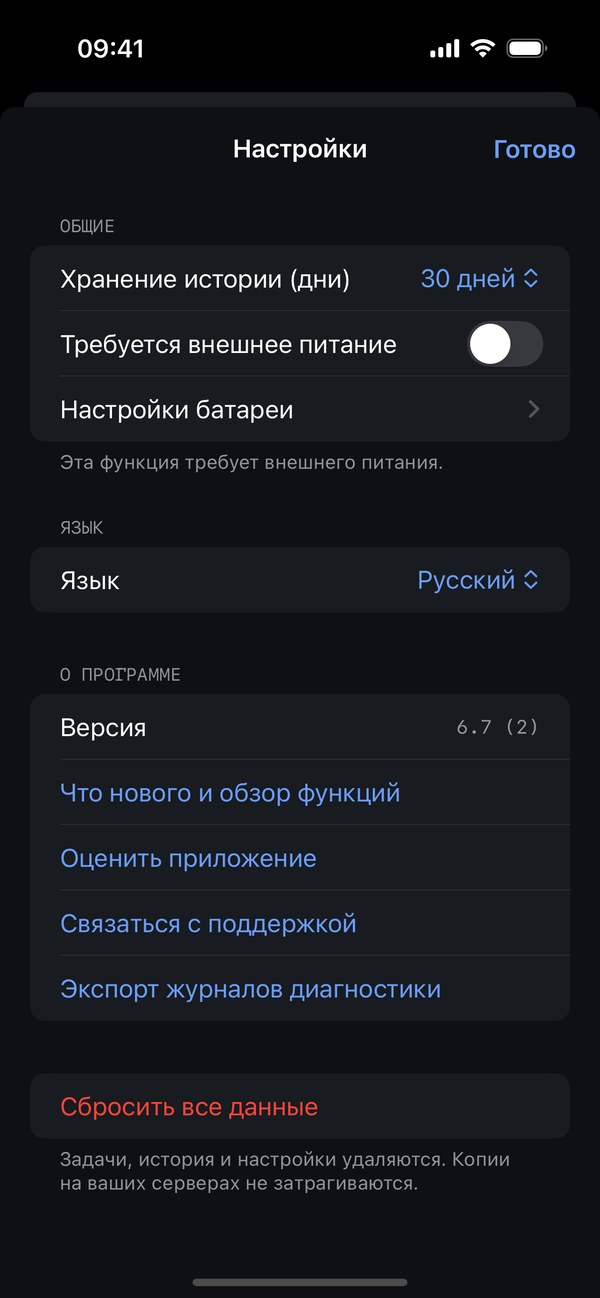 09:41
Настройки
Готово
ОБЩИЕ
Хранение истории (дни)
30 дней
Требуется внешнее питание
Настройки батареи
Эта функция требует внешнего питания.
ЯЗЫК
Язык
Русский
О ПРОГРАММЕ
Версия
6.7 (2)
Что нового и обзор функций
Оценить приложение
Связаться с поддержкой
Экспорт журналов диагностики
Сбросить все данные
Задачи, история и настройки удаляются. Копии
на ваших серверах не затрагиваются.